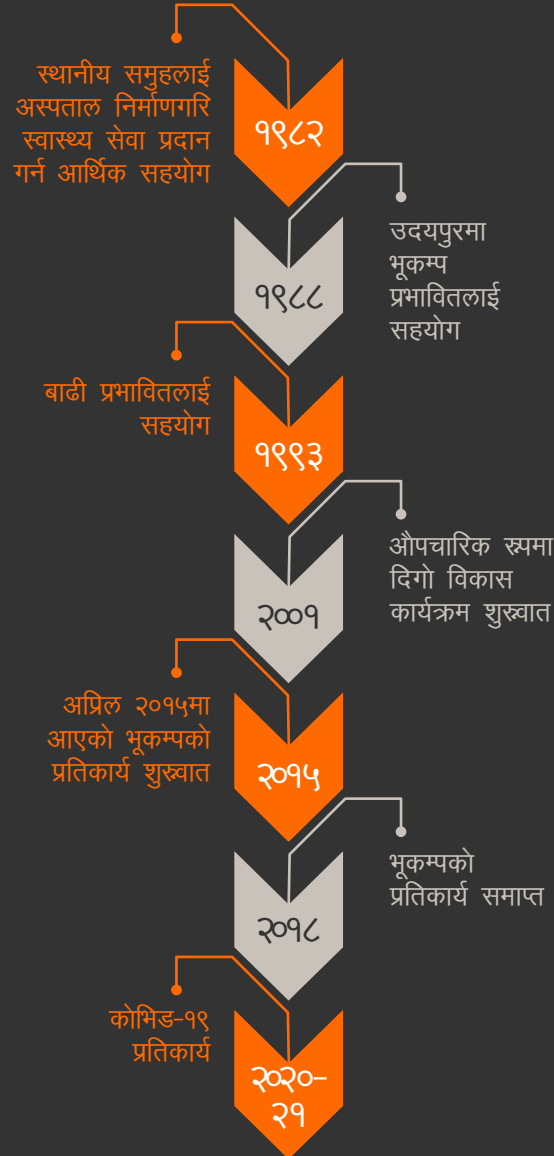 स्थानीय समुहलाई
अस्पताल निर्माणगरि
स्वास्थ्य सेवा प्रदान
गर्न आर्थिक सहयोग
१९८२
उदयपुरमा
भूकम्प
प्रभावितलाई
सहयोग
१९८८
बाढी प्रभावितलाई
सहयोग
१९९३
औपचारिक रुपमा
दिगो विकास
कार्यक्रम शुरुवात
२००१
अप्रिल २०१५मा
आएको भूकम्पको
प्रतिकार्य शुरुवात
२०१५
भूकम्पको
प्रतिकार्य समाप्त
२०१८
कोभिड-१९
प्रतिकार्य
२०२०-
२१